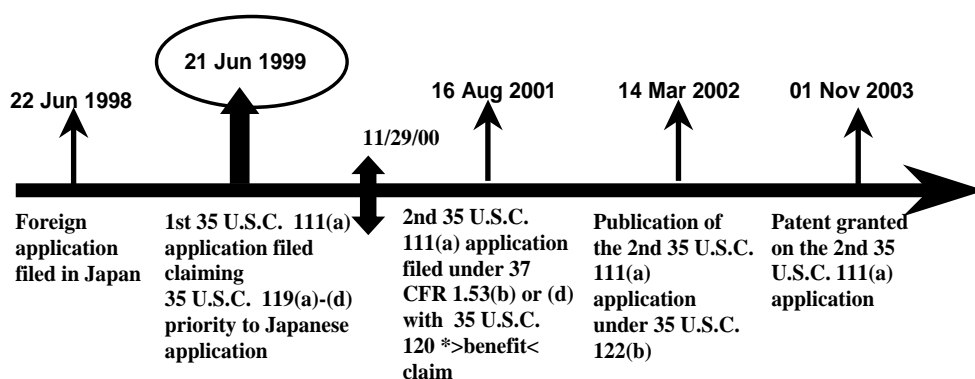 22 Jun 1998
21 Jun 1999
11/29/00
16 Aug 2001
14 Mar 2002
01 Nov 2003
Foreign
application
filed in Japan
1st 35 U.S.C. 111(a)
application filed
claiming
35 U.S.C. 119(a)-(d)
priority to Japanese
application
2nd 35 U.S.C.
111(a) application
filed under 37
CFR 1.53(b) or (d)
with 35 U.S.C.
120 *>benefit<
claim
Publication of
the 2nd 35 U.S.C.
111(a)
application
under 35 U.S.C.
122(b)
Patent granted
on the 2nd 35
U.S.C. 111(a)
application